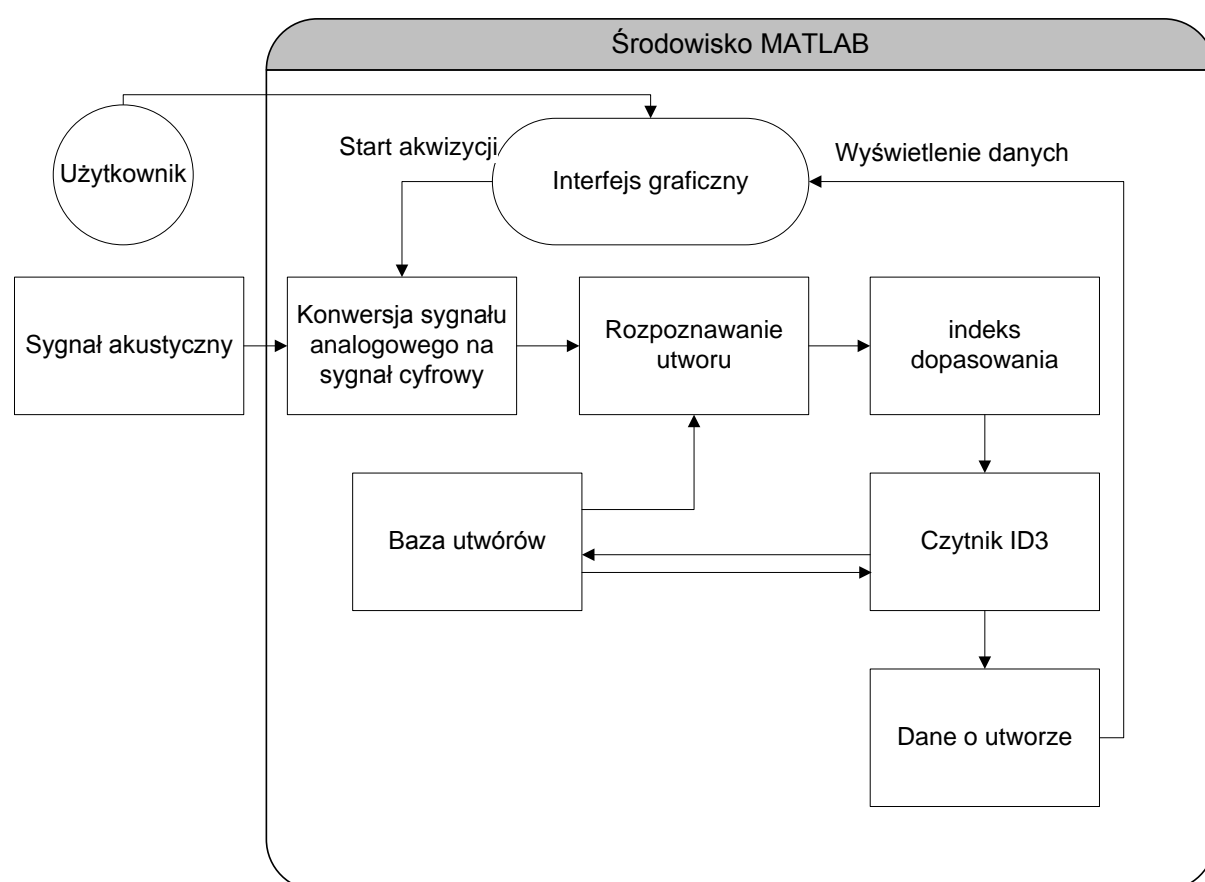 Środowisko MATLAB
Użytkownik
Start akwizycji
Interfejs graficzny
Wyświetlenie danych
Sygnał akustyczny
Konwersja sygnału
analogowego na
sygnał cyfrowy
Rozpoznawanie
utworu
indeks
dopasowania
Baza utwórów
Czytnik ID3
Dane o utworze